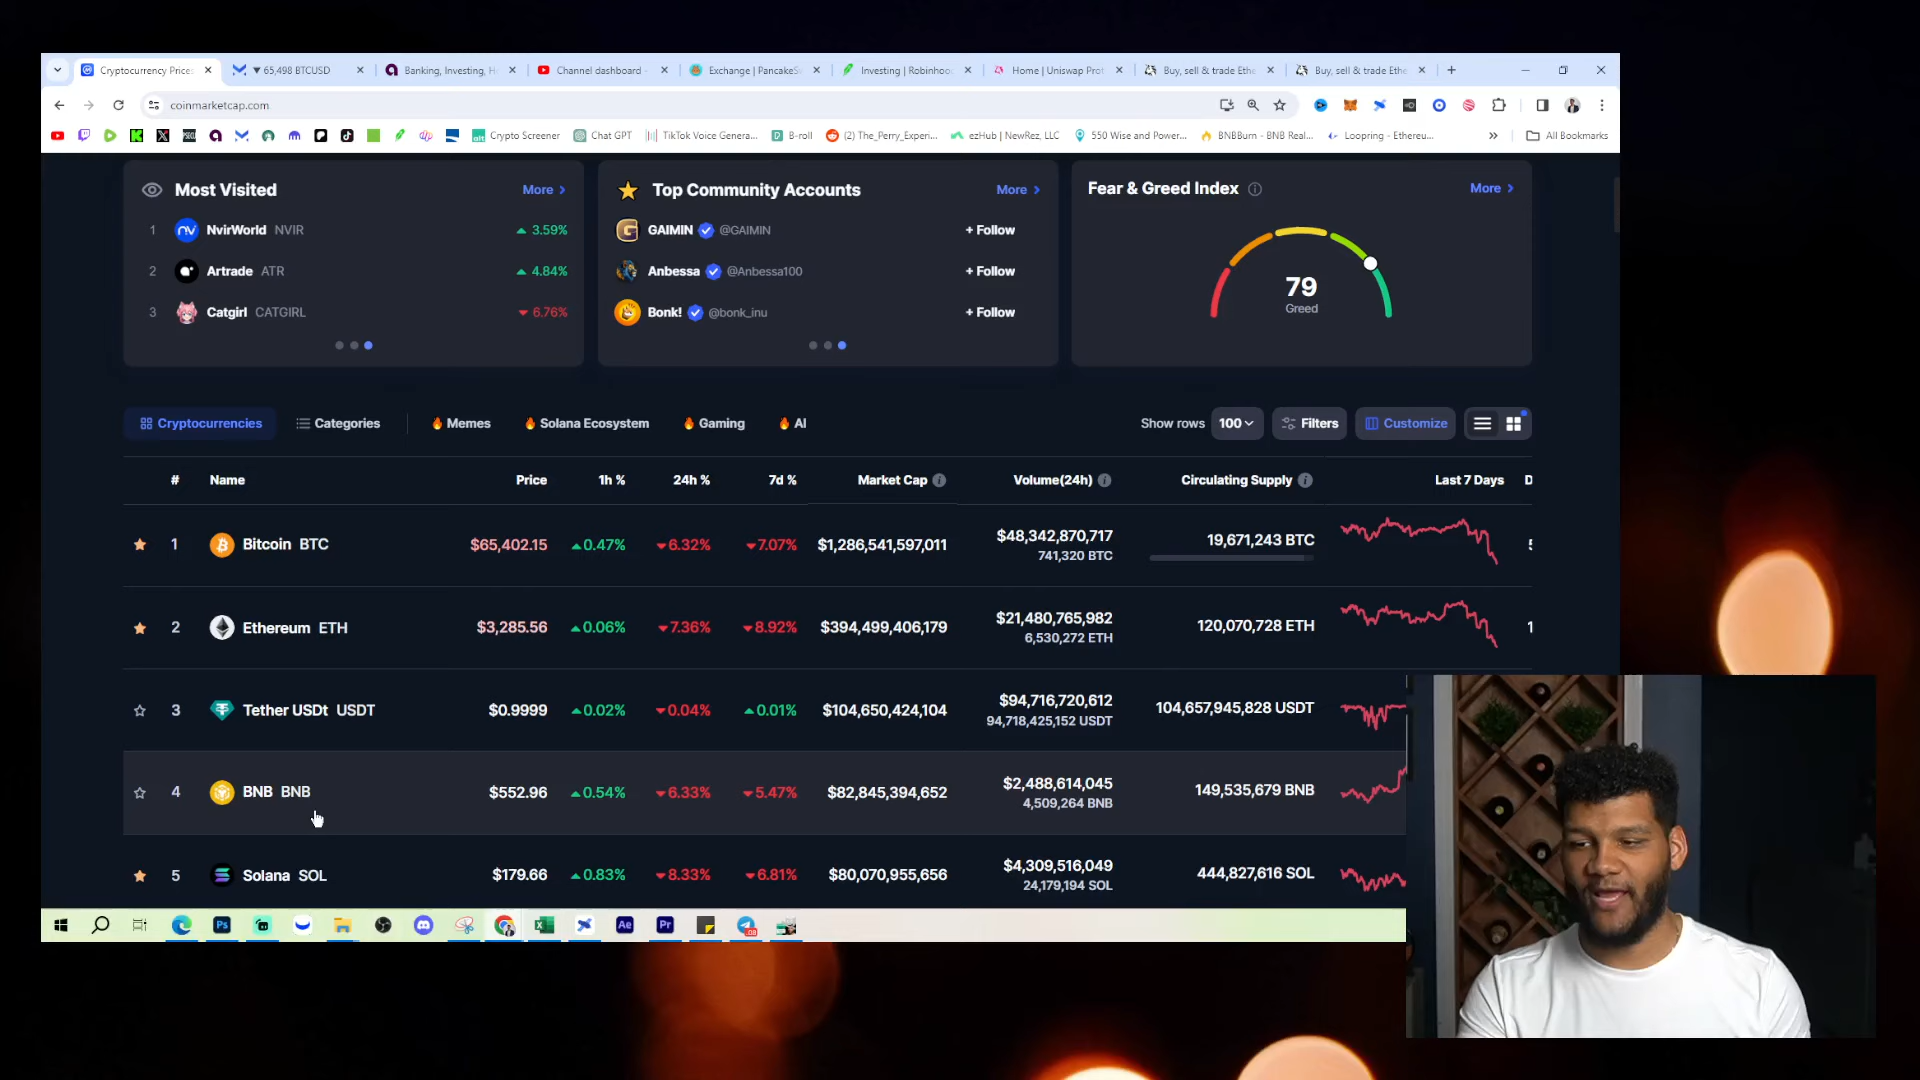 Cryptocurrency Price
65,498 BTCUSD
Banking, Investing, H
Channel dashboard -
Exchange | PancakeS
Investing | Robinhoo
Home | Uniswap Prot
Buy, sell & trade Ethe
Buy, sell & trade Ethe
coinmarketcap.com
Crypto Screener
Chat GPT
TikTok Voice Genera...
B-roll
(2) The_Perry_Experi...
ezHub | NewRez, LLC
550 Wise and Power...
BNBBurn - BNB Real...
Loopring - Ethereu...
All Bookmarks
Most Visited More
1 NvirWorld NVIR 3.59%
2 Artrade ATR 4.84%
3 Catgirl CATGIRL 6.76%
Top Community Accounts More
GAIMIN @GAIMIN + Follow
Anbessa @Anbessa100 + Follow
Bonk! @bonk_inu + Follow
Fear & Greed Index More
79
Greed
Cryptocurrencies Categories Memes Solana Ecosystem Gaming AI Show rows 100 Filters Customize
# Name Price 1h % 24h % 7d % Market Cap Volume(24h) Circulating Supply Last 7 Days
1 Bitcoin BTC $65,402.15 0.47% 6.32% 7.07% $1,286,541,597,011 $48,342,870,717 19,671,243 BTC
741,320 BTC
2 Ethereum ETH $3,285.56 0.06% 7.36% 8.92% $394,499,406,179 $21,480,765,982 120,070,728 ETH
6,530,272 ETH
3 Tether USDt USDT $0.9999 0.02% 0.04% 0.01% $104,650,424,104 $94,716,720,612 104,657,945,828 USDT
94,718,425,152 USDT
4 BNB BNB $552.96 0.54% 6.33% 5.47% $82,845,394,652 $2,488,614,045 149,535,679 BNB
4,509,264 BNB
5 Solana SOL $179.66 0.83% 8.33% 6.81% $80,070,955,656 $4,309,516,049 444,827,616 SOL
24,179,194 SOL
Ps
Ae
Pr